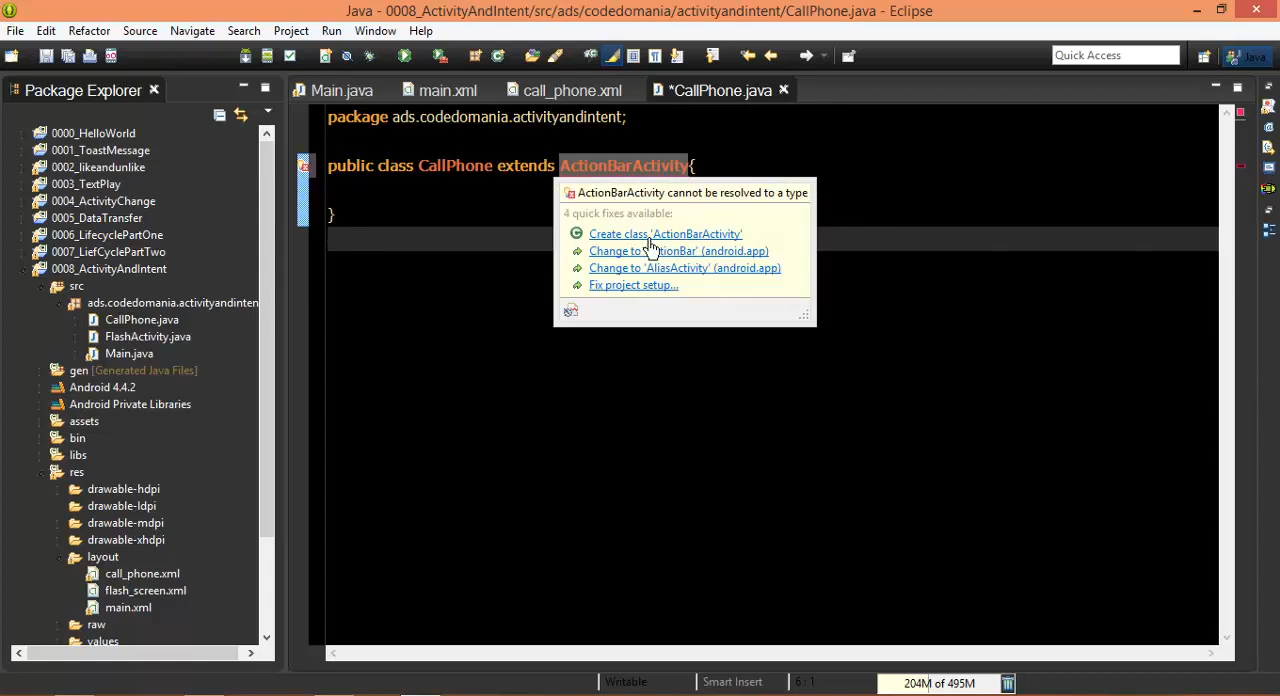 Java - 0008_ActivityAndIntent/src/ads/codedomania/activityandintent/CallPhone.java - Eclipse
File Edit Refactor Source Navigate Search Project Run Window Help
Quick Access
Java
Package Explorer
Main.java
main.xml
call_phone.xml
*CallPhone.java
0000_HelloWorld
0001_ToastMessage
0002_likeandunlike
0003_TextPlay
0004_ActivityChange
0005_DataTransfer
0006_LifecyclePartOne
0007_LiefCyclePartTwo
0008_ActivityAndIntent
src
ads.codedomania.activityandinten
CallPhone.java
FlashActivity.java
Main.java
gen [Generated Java Files]
Android 4.4.2
Android Private Libraries
assets
bin
libs
res
drawable-hdpi
drawable-ldpi
drawable-mdpi
drawable-xhdpi
layout
call_phone.xml
flash_screen.xml
main.xml
raw
values
package ads.codedomania.activityandintent;
public class CallPhone extends ActionBarActivity{
}
ActionBarActivity cannot be resolved to a type
4 quick fixes available:
Create class 'ActionBarActivity'
Change to 'ActionBar' (android.app)
Change to 'AliasActivity' (android.app)
Fix project setup...
Writable
Smart Insert
6 : 1
204M of 495M